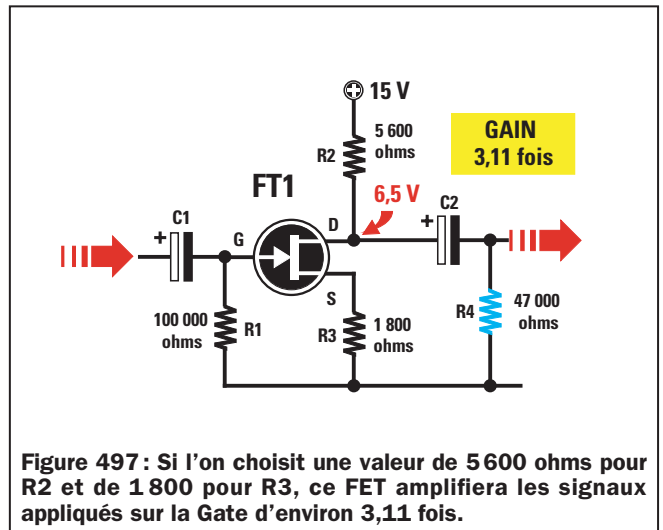 15 V
5 600
ohms
R2
GAIN
3,11 fois
FT1
6,5 V
C1
+
G
D
+
C2
S
100 000
ohms
R1
R3
1 800
ohms
R4
47 000
ohms
Figure 497: Si l'on choisit une valeur de 5600 ohms pour
R2 et de 1800 pour R3, ce FET amplifiera les signaux
appliqués sur la Gate d'environ 3,11 fois.